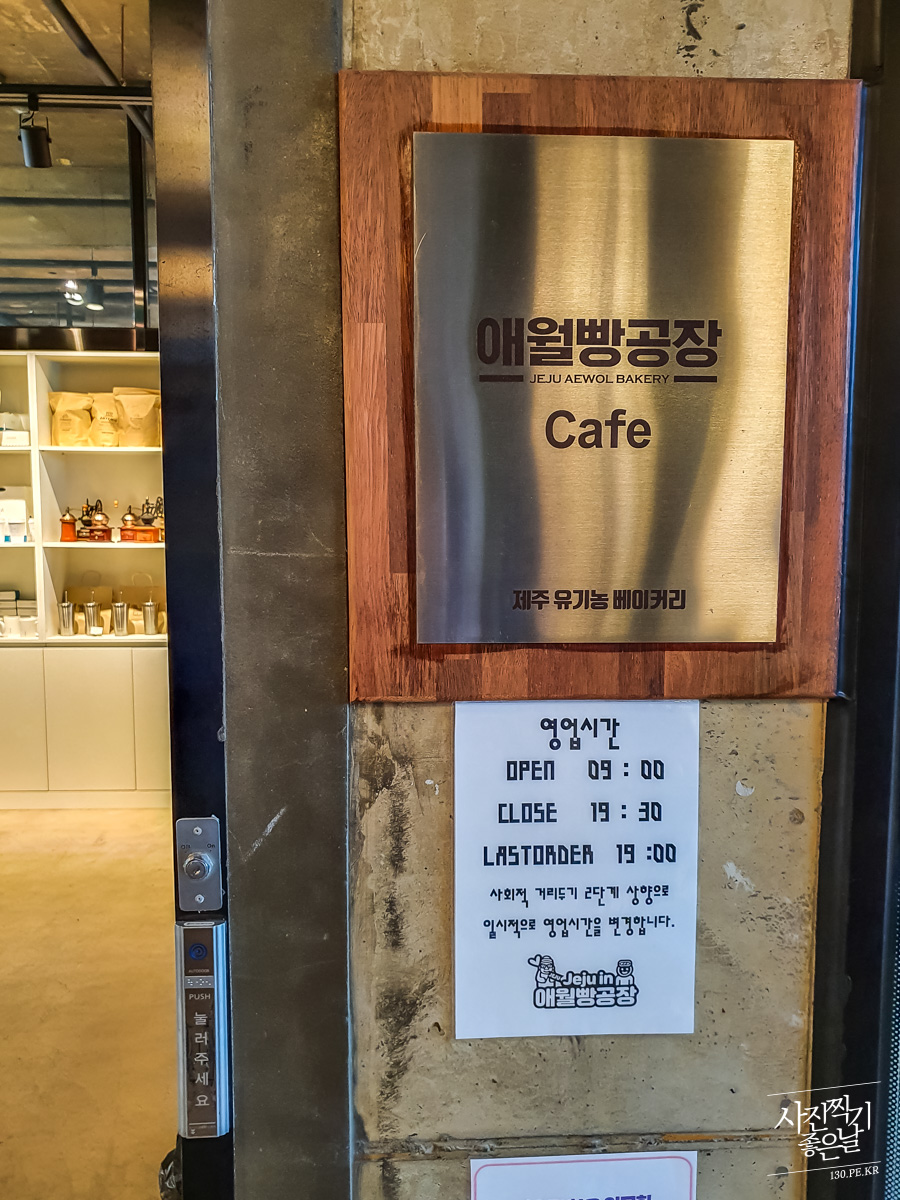 애월빵공장
JEJU AEWOL BAKERY
Cafe
제주 유기농 베이커리
영업시간
OPEN 09 : 00
CLOSE 19 : 30
LASTORDER 19 :00
사회적 거리두기 2단계 상향으로
일시적으로 영업시간을 변경합니다.
Jeju in
애월빵공장
On
AUTODOOR
PUSH
눌러주세요
사진찍기
좋은날
130.PE.KR